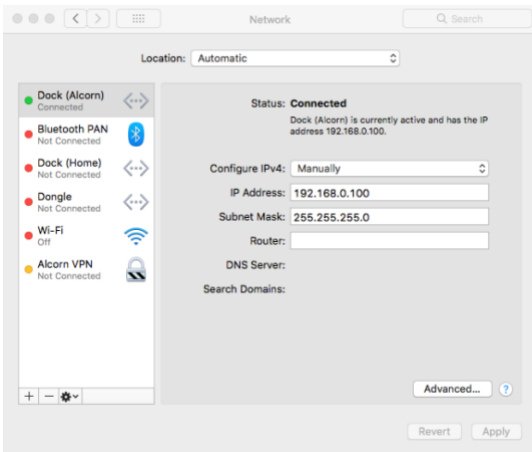 Network
Search
Location: Automatic
Dock (Alcorn)
Connected
Bluetooth PAN
Not Connected
Dock (Home)
Not Connected
Dongle
Not Connected
Wi-Fi
Off
Alcorn VPN
Not Connected
Status: Connected
Dock (Alcorn) is currently active and has the IP
address 192.168.0.100.
Configure IPv4: Manually
IP Address: 192.168.0.100
Subnet Mask: 255.255.255.0
Router:
DNS Server:
Search Domains:
Advanced... ?
Revert Apply